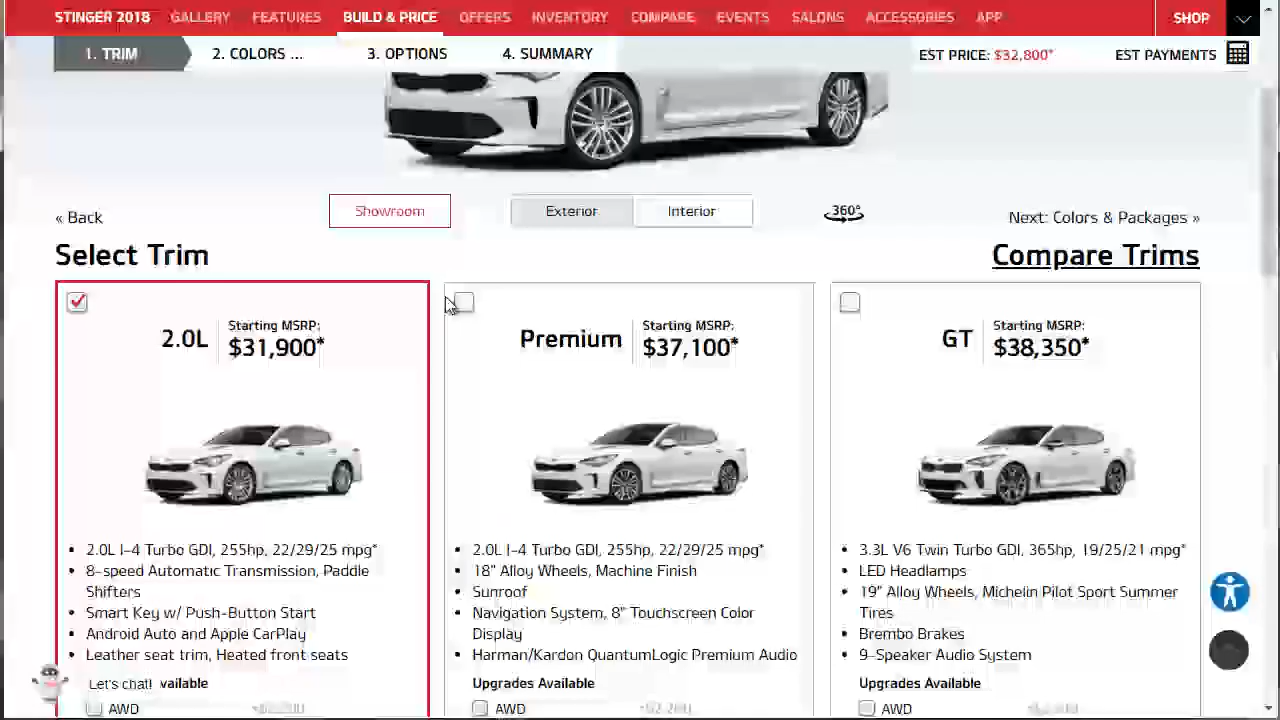 STINGER 2018 GALLERY FEATURES BUILD & PRICE OFFERS INVENTORY COMPARE EVENTS SALONS ACCESSORIES APP SHOP
1. TRIM 2. COLORS ... 3. OPTIONS 4. SUMMARY EST PRICE: $32,800* EST PAYMENTS
« Back Showroom Exterior Interior 360° Next: Colors & Packages »
Select Trim Compare Trims
2.0L Starting MSRP: $31,900*
2.0L I-4 Turbo GDI, 255hp, 22/29/25 mpg*
8-speed Automatic Transmission, Paddle
Shifters
Smart Key w/ Push-Button Start
Android Auto and Apple CarPlay
Leather seat trim, Heated front seats
Let's chat! vailable
AWD
Premium Starting MSRP: $37,100*
2.0L I-4 Turbo GDI, 255hp, 22/29/25 mpg*
18" Alloy Wheels, Machine Finish
Sunroof
Navigation System, 8" Touchscreen Color
Display
Harman/Kardon QuantumLogic Premium Audio
Upgrades Available
AWD
GT Starting MSRP: $38,350*
3.3L V6 Twin Turbo GDI, 365hp, 19/25/21 mpg*
LED Headlamps
19" Alloy Wheels, Michelin Pilot Sport Summer
Tires
Brembo Brakes
9-Speaker Audio System
Upgrades Available
AWD